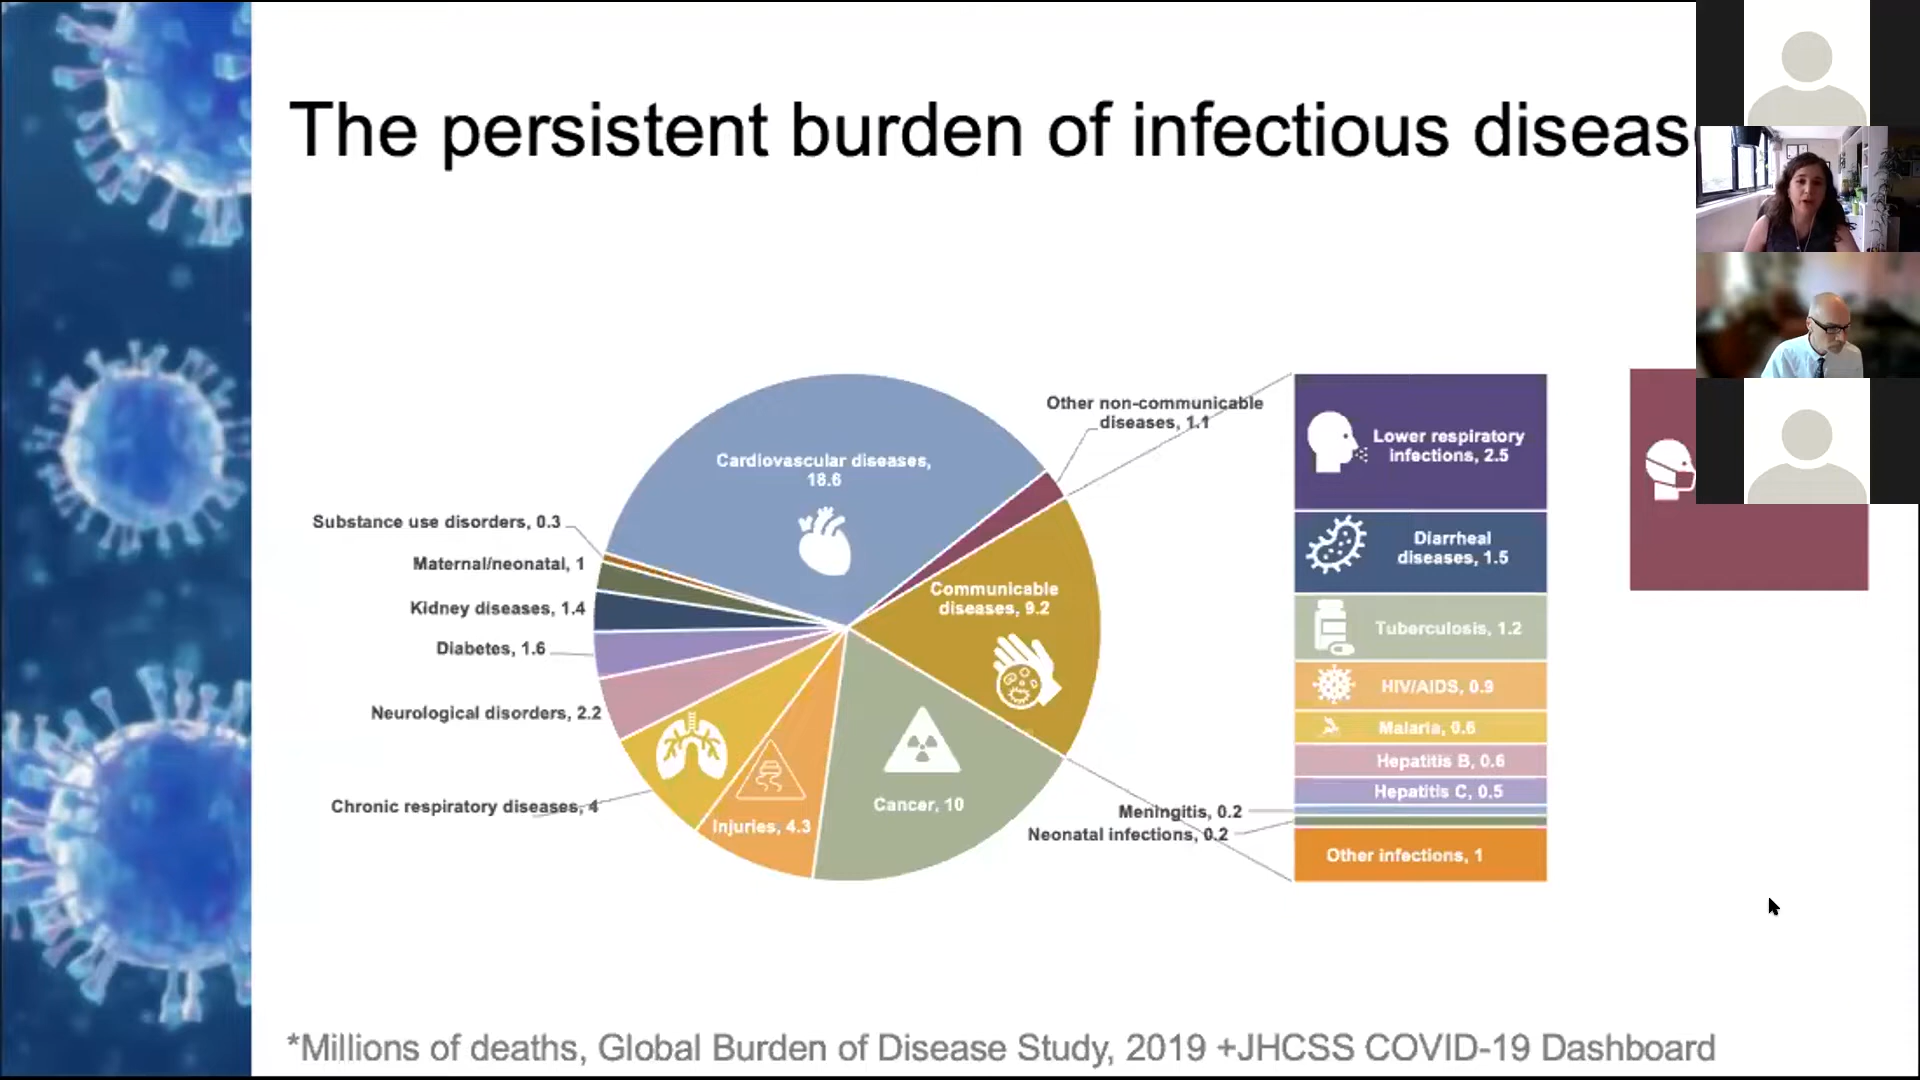 The persistent burden of infectious diseas
Other non-communicable
diseases, 1.1
Cardiovascular diseases,
18.6
Substance use disorders, 0.3
Maternal/neonatal, 1
Kidney diseases, 1.4
Diabetes, 1.6
Neurological disorders, 2.2
Chronic respiratory diseases, 4
Injuries, 4.3
Cancer, 10
Communicable
diseases, 9.2
Meningitis, 0.2
Neonatal infections, 0.2
Lower respiratory
infections, 2.5
Diarrheal
diseases, 1.5
Tuberculosis, 1.2
HIV/AIDS, 0.9
Malaria, 0.6
Hepatitis B, 0.6
Hepatitis C, 0.5
Other infections, 1
*Millions of deaths, Global Burden of Disease Study, 2019 +JHCSS COVID-19 Dashboard